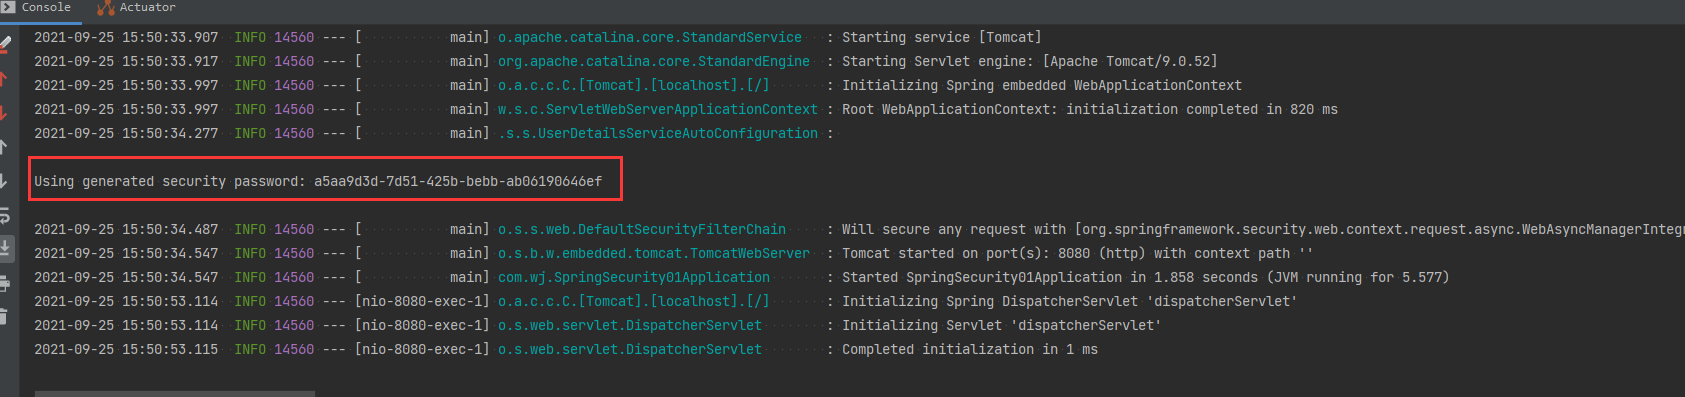 Console Actuator
2021-09-25 15:50:33.907  INFO 14560 --- [           main] o.apache.catalina.core.StandardService   : Starting service [Tomcat]
2021-09-25 15:50:33.917  INFO 14560 --- [           main] org.apache.catalina.core.StandardEngine  : Starting Servlet engine: [Apache Tomcat/9.0.52]
2021-09-25 15:50:33.997  INFO 14560 --- [           main] o.a.c.c.C.[Tomcat].[localhost].[/]       : Initializing Spring embedded WebApplicationContext
2021-09-25 15:50:33.997  INFO 14560 --- [           main] w.s.c.ServletWebServerApplicationContext : Root WebApplicationContext: initialization completed in 820 ms
2021-09-25 15:50:34.277  INFO 14560 --- [           main] .s.s.UserDetailsServiceAutoConfiguration :
Using generated security password: a5aa9d3d-7d51-425b-bebb-ab06190646ef
2021-09-25 15:50:34.487  INFO 14560 --- [           main] o.s.s.web.DefaultSecurityFilterChain     : Will secure any request with [org.springframework.security.web.context.request.async.WebAsyncManagerInteg
2021-09-25 15:50:34.547  INFO 14560 --- [           main] o.s.b.w.embedded.tomcat.TomcatWebServer  : Tomcat started on port(s): 8080 (http) with context path ''
2021-09-25 15:50:34.547  INFO 14560 --- [           main] com.wj.SpringSecurity01Application       : Started SpringSecurity01Application in 1.858 seconds (JVM running for 5.577)
2021-09-25 15:50:53.114  INFO 14560 --- [nio-8080-exec-1] o.a.c.c.C.[Tomcat].[localhost].[/]       : Initializing Spring DispatcherServlet 'dispatcherServlet'
2021-09-25 15:50:53.114  INFO 14560 --- [nio-8080-exec-1] o.s.web.servlet.DispatcherServlet        : Initializing Servlet 'dispatcherServlet'
2021-09-25 15:50:53.115  INFO 14560 --- [nio-8080-exec-1] o.s.web.servlet.DispatcherServlet        : Completed initialization in 1 ms